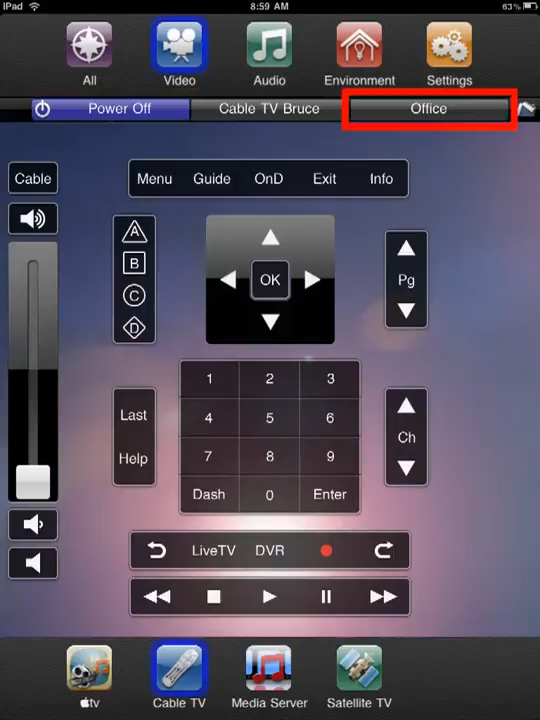 iPad 8:59 AM 63%
All Video Audio Environment Settings
Power Off Cable TV Bruce Office
Cable Menu Guide OnD Exit Info
A
B
C
D
OK
Pg
1 2 3
Last 4 5 6 Ch
Help 7 8 9
Dash 0 Enter
LiveTV DVR
tv Cable TV Media Server Satellite TV